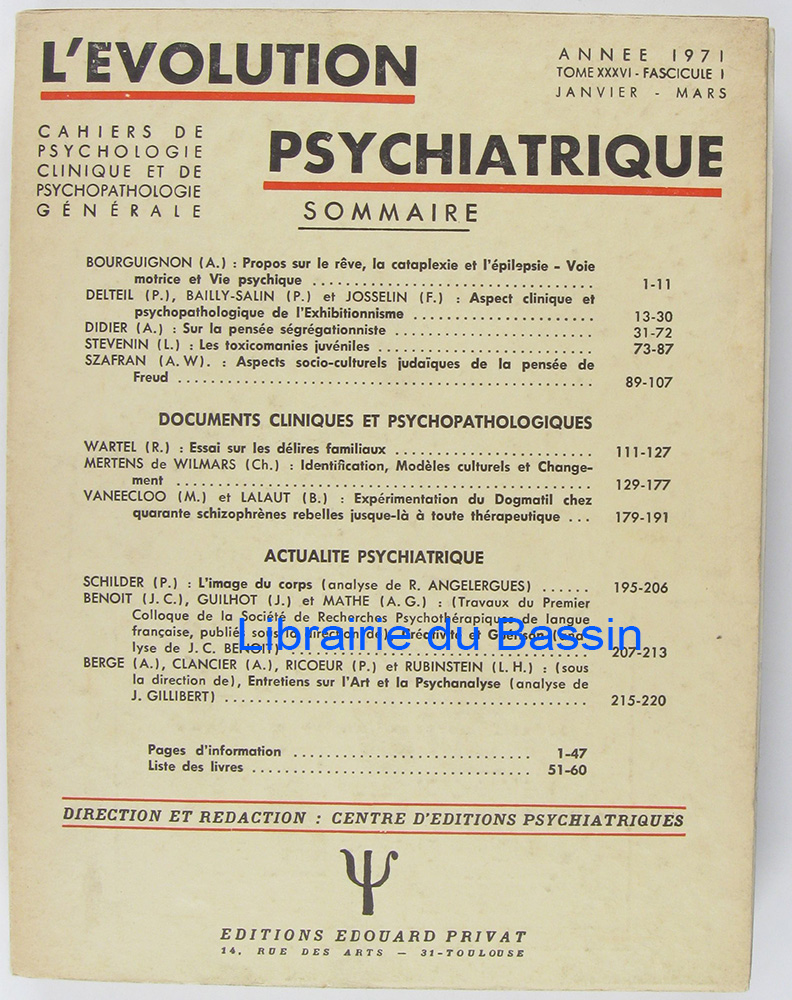 L'EVOLUTION
ANNEE 1971
TOME XXXVI - FASCICULE I
JANVIER - MARS
CAHIERS DE
PSYCHOLOGIE
CLINIQUE ET DE
PSYCHOPATHOLOGIE
GÉNÉRALE
PSYCHIATRIQUE
SOMMAIRE
BOURGUIGNON (A.) : Propos sur le rêve, la cataplexie et l'épilepsie - Voie
motrice et Vie psychique ................................ 1-11
DELTEIL (P.), BAILLY-SALIN (P.) et JOSSELIN (F.) : Aspect clinique et
psychopathologique de l'Exhibitionnisme .................... 13-30
DIDIER (A.) : Sur la pensée ségrégationniste ...................... 31-72
STEVENIN (L.) : Les toxicomanies juvéniles ........................ 73-87
SZAFRAN (A.W). : Aspects socio-culturels judaïques de la pensée de
Freud ................................................ 89-107
DOCUMENTS CLINIQUES ET PSYCHOPATHOLOGIQUES
WARTEL (R.) : Essai sur les délires familiaux ...................... 111-127
MERTENS de WILMARS (Ch.) : Identification, Modèles culturels et Change-
ment ................................................ 129-177
VANEECLOO (M.) et LALAUT (B.) : Expérimentation du Dogmatil chez
quarante schizophrènes rebelles jusque-là à toute thérapeutique ... 179-191
ACTUALITE PSYCHIATRIQUE
SCHILDER (P.) : L'image du corps (analyse de R. ANGELERGUES) ...... 195-206
BENOIT (J.C.), GUILHOT (J.) et MATHE (A.G.) : (Travaux du Premier
Colloque de la Société de Recherches Psychothérapiques de langue
française, publiés sous la direction de), Créativité et Guérison (ana-
lyse de J.C. BENOIT) .................................. 207-213
BERGE (A.), CLANCIER (A.), RICOEUR (P.) et RUBINSTEIN (L.H.) : (sous
la direction de), Entretiens sur l'Art et la Psychanalyse (analyse de
J. GILLIBERT) .......................................... 215-220
Librairie du Bassin
Pages d'information .............................. 1-47
Liste des livres .................................. 51-60
DIRECTION ET REDACTION : CENTRE D'EDITIONS PSYCHIATRIQUES
EDITIONS EDOUARD PRIVAT
14, RUE DES ARTS — 31-TOULOUSE